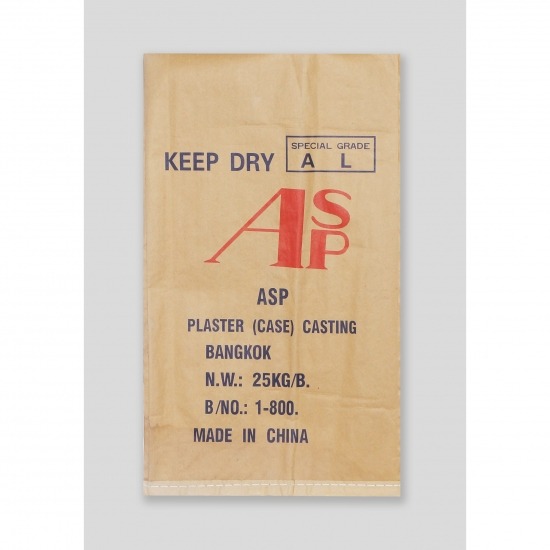 KEEP DRY
SPECIAL GRADE
A L
ASP
ASP
PLASTER (CASE) CASTING
BANGKOK
N.W.: 25KG/B.
B/NO.: 1-800.
MADE IN CHINA